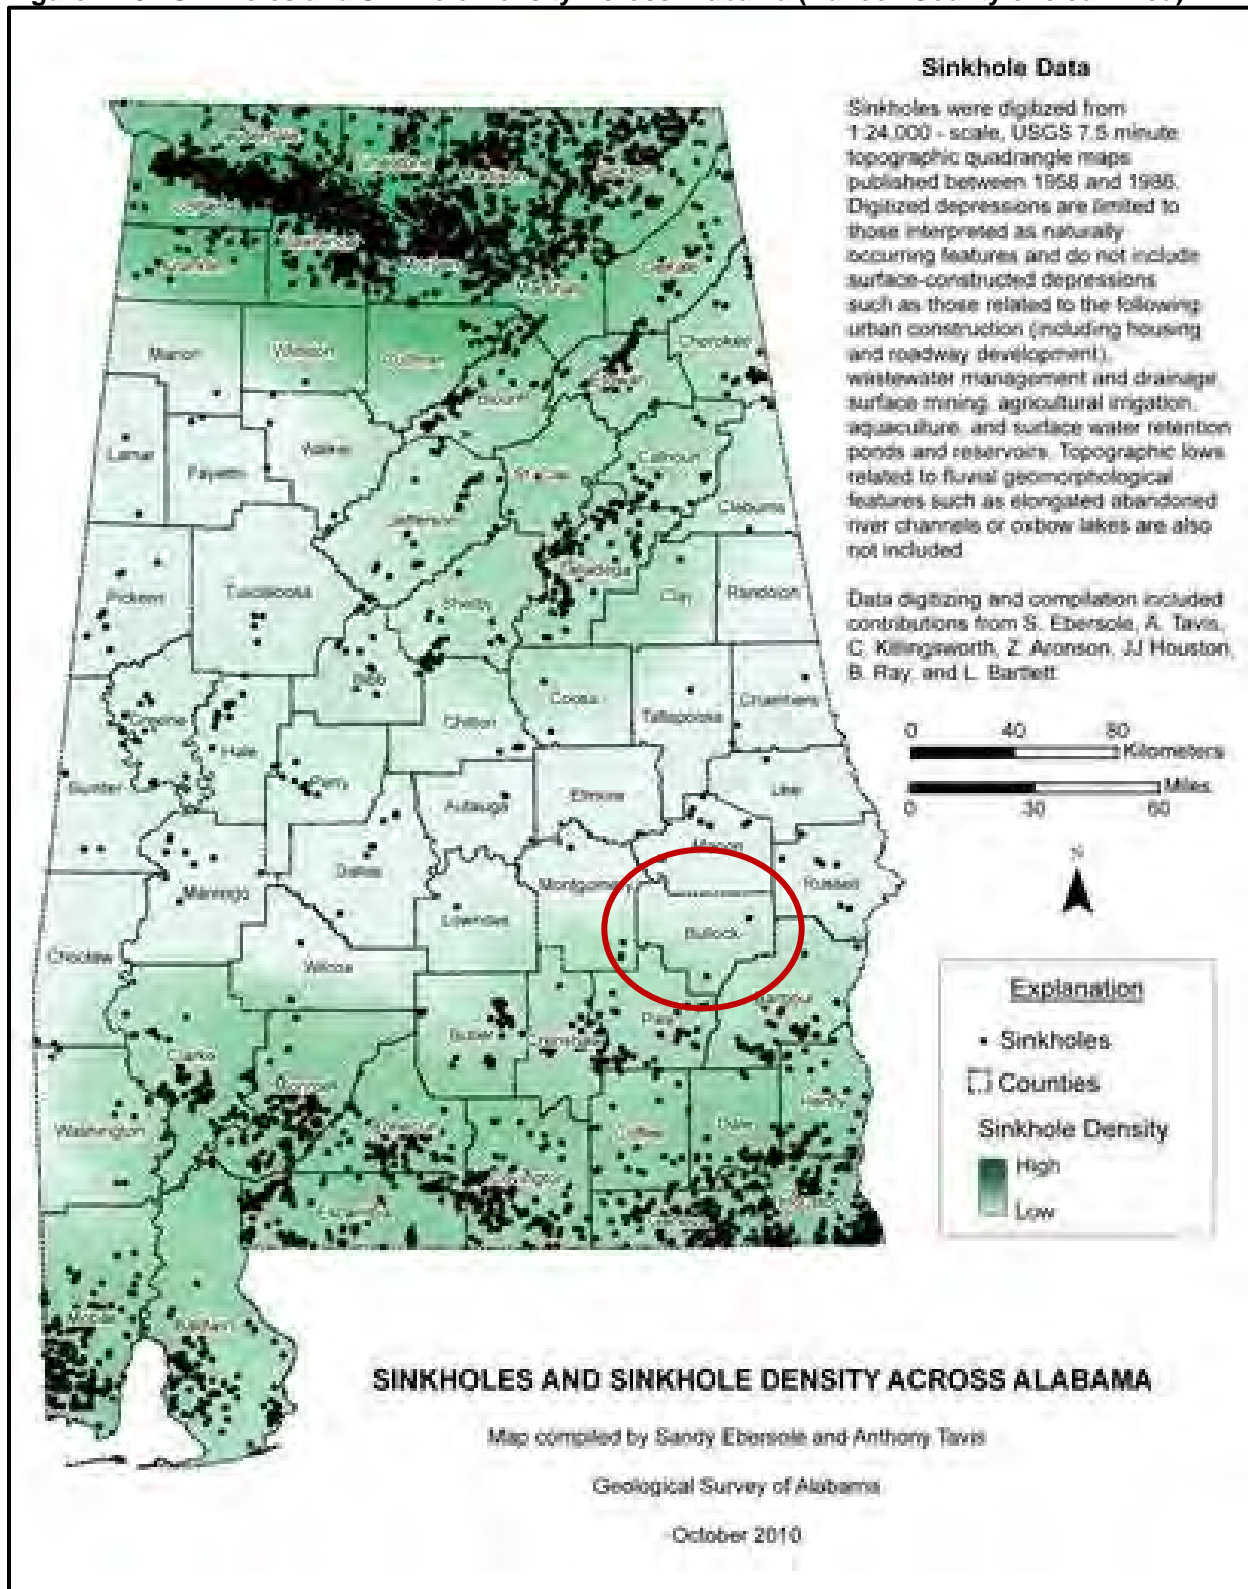 Sinkhole Data
Sinkholes were digitized from
1:24,000 - scale, USGS 7.5 minute
topographic quadrangle maps
published between 1958 and 1986.
Digitized depressions are limited to
those interpreted as naturally
occurring features and do not include
surface-constructed depressions
such as those related to the following:
urban construction (including housing
and roadway development),
wastewater management and drainage,
surface mining, agricultural irrigation,
aquaculture, and surface water retention
ponds and reservoirs. Topographic lows
related to fluvial geomorphological
features such as elongated abandoned
river channels or oxbow lakes are also
not included.
Data digitizing and compilation included
contributions from S. Ebersole, A. Tavis,
C. Killingsworth, Z. Aronson, JJ Houston,
B. Ray, and L. Bartlett
0 40 80
Kilometers
Miles
0 30 60
N
Explanation
Sinkholes
Counties
Sinkhole Density
High
Low
Cherokee
Marion
Winston
Cullman
Etowah
Blount
Walker
Lamar
Fayette
Calhoun
Jefferson
Cleburne
Talladega
Pickens
Tuscaloosa
Shelby
Clay
Randolph
Bibb
Greene
Hale
Chilton
Coosa
Tallapoosa
Chambers
Sumter
Perry
Autauga
Elmore
Lee
Macon
Dallas
Marengo
Montgomery
Russell
Lowndes
Bullock
Choctaw
Wilcox
Barbour
Butler
Crenshaw
Pike
Clarke
Monroe
Washington
Conecuh
Coffee
Dale
Henry
Escambia
Mobile
Baldwin
SINKHOLES AND SINKHOLE DENSITY ACROSS ALABAMA
Map compiled by Sandy Ebersole and Anthony Tavis
Geological Survey of Alabama
October 2010